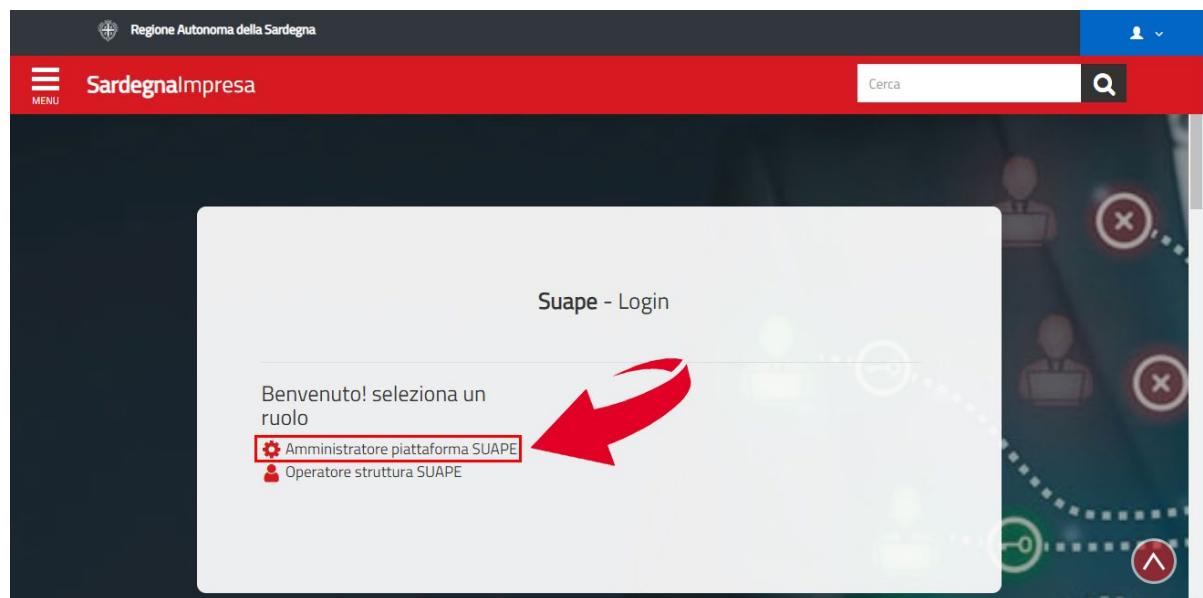 Regione Autonoma della Sardegna
MENU
SardegnaImpresa
Cerca
Suape - Login
Benvenuto! seleziona un
ruolo
Amministratore piattaforma SUAPE
Operatore struttura SUAPE